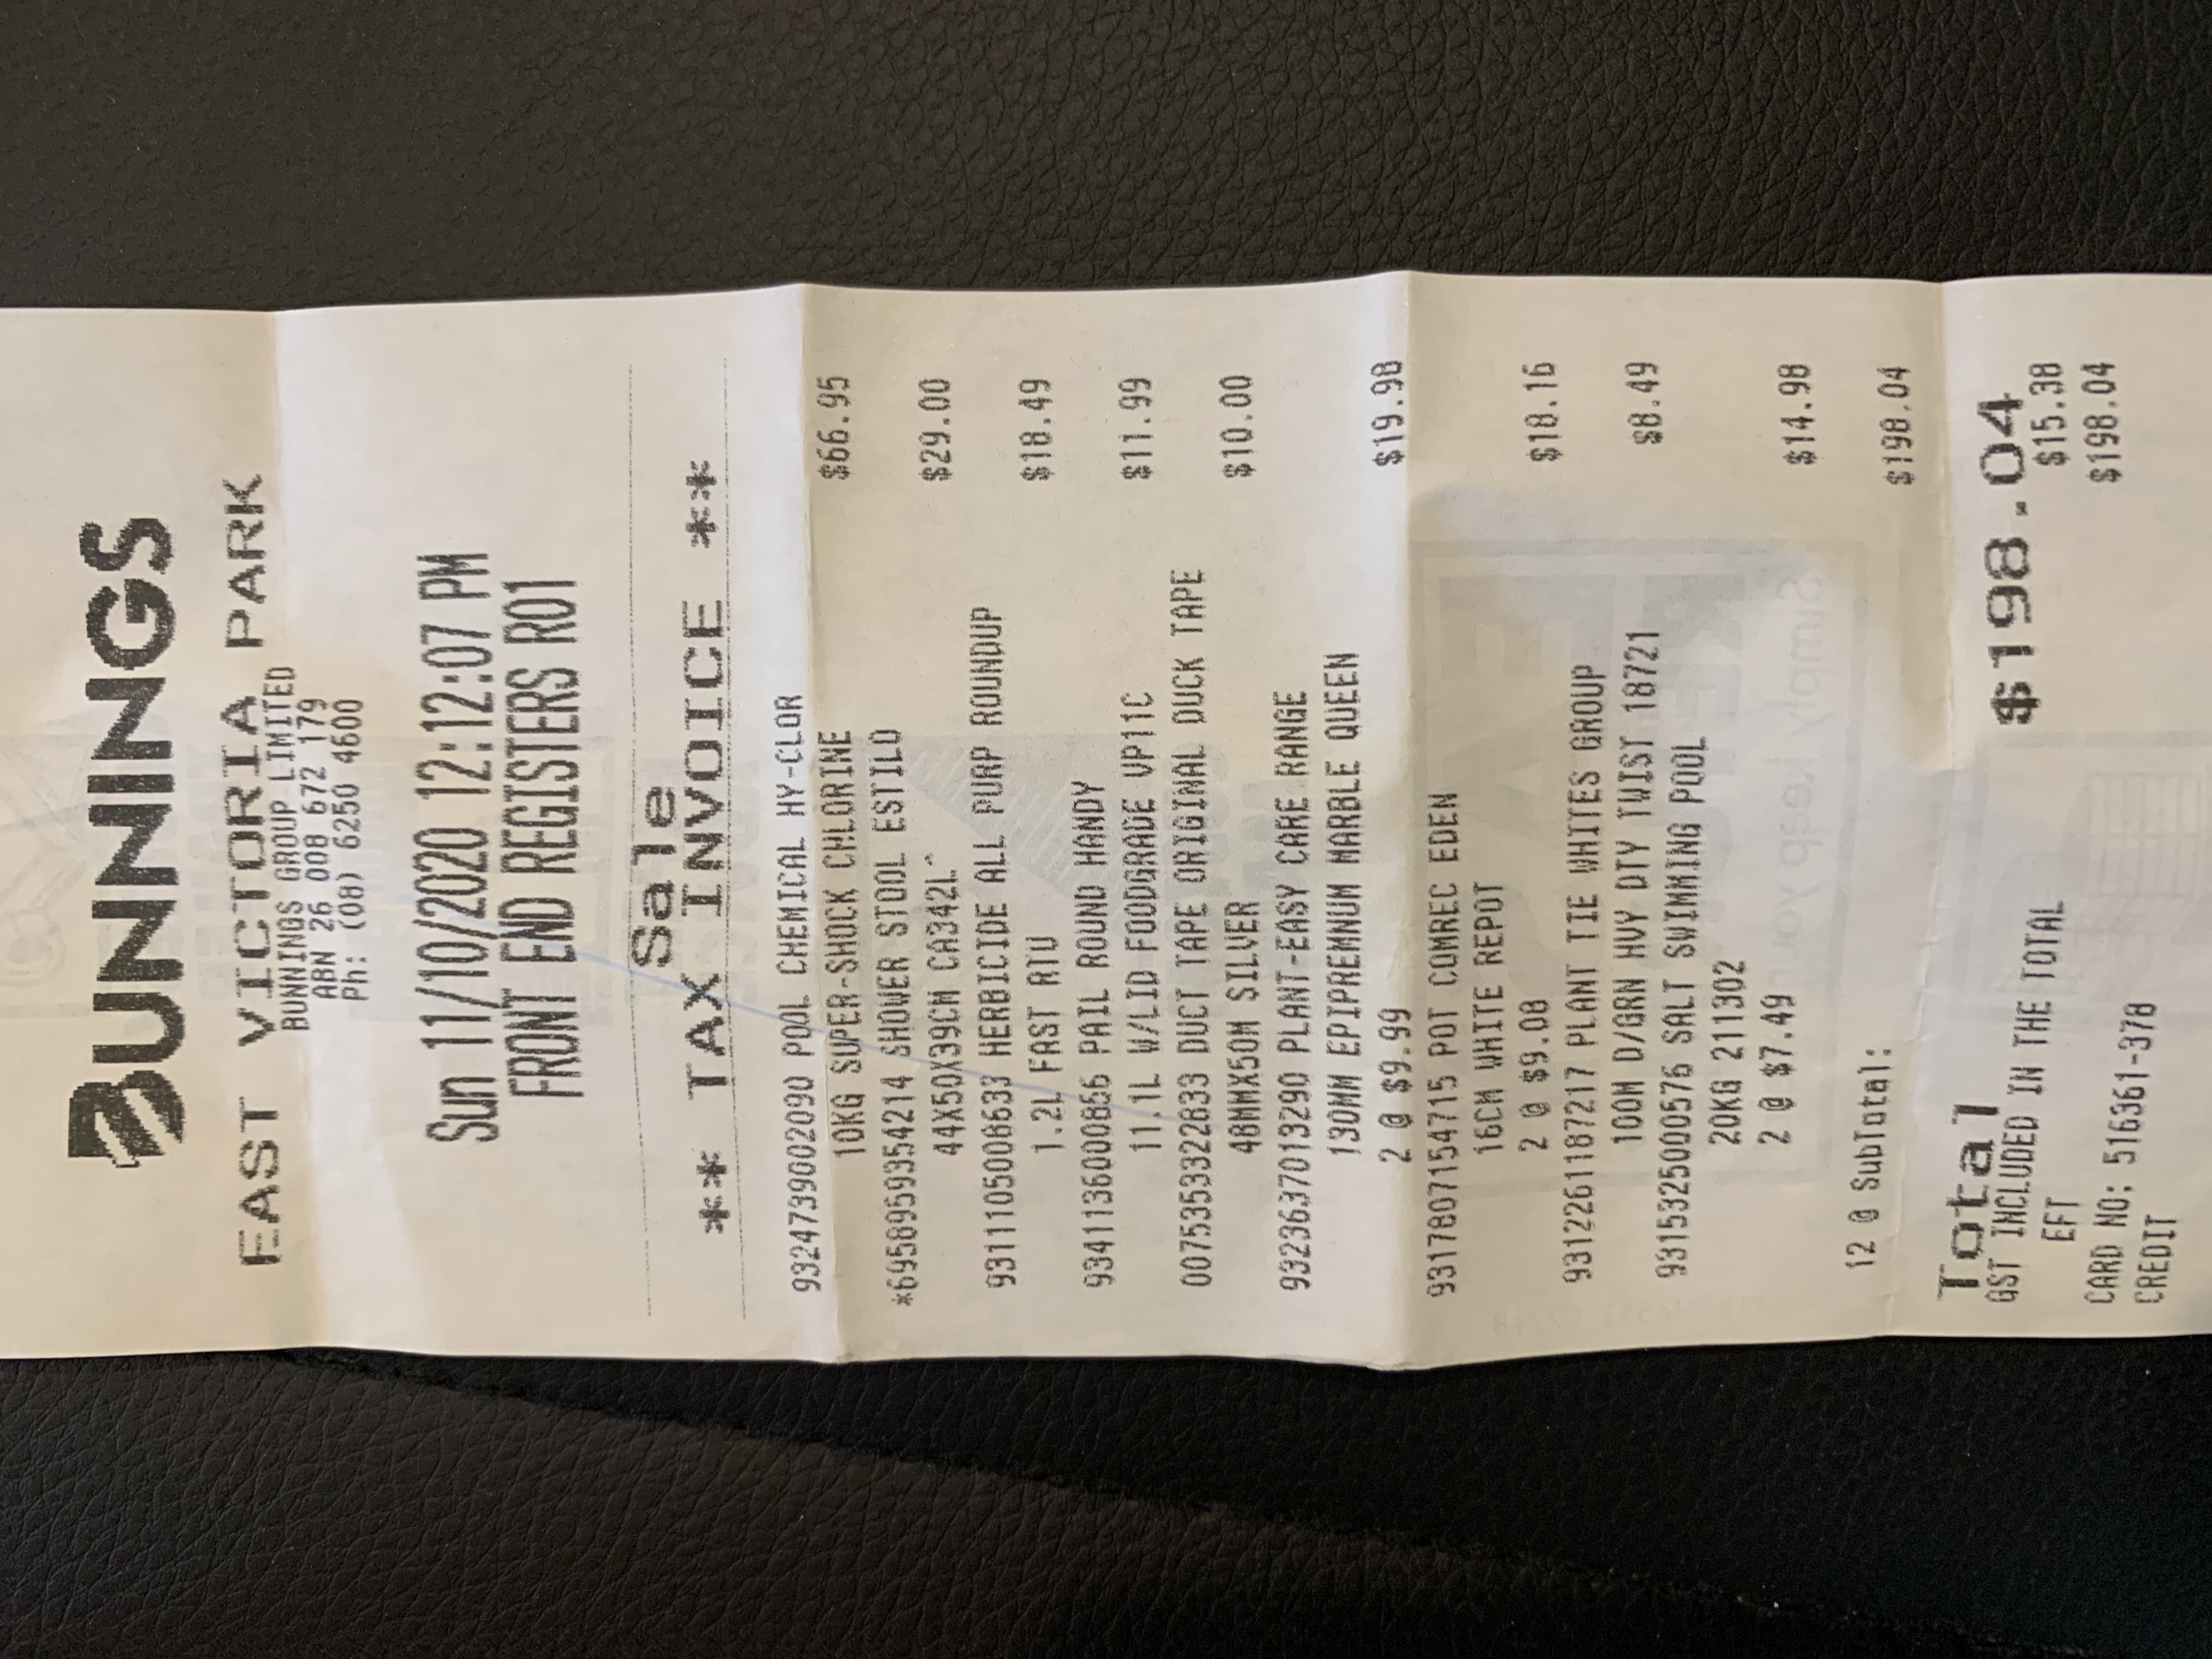 BUNNINGS
EAST VICTORIA PARK
BUNNINGS GROUP LIMITED
ABN 26 008 672 179
Ph: (08) 6250 4600
Sun 11/10/2020 12:12:07 PM
FRONT END REGISTERS R01
Sale
** TAX INVOICE **
9324739002090 POOL CHEMICAL HY-CLOR
10KG SUPER-SHOCK CHLORINE $66.95
*6958959354214 SHOWER STOOL ESTILO
44X50X39CM CA342L^ $29.00
9311105008633 HERBICIDE ALL PURP ROUNDUP
1.2L FAST RTU $18.49
9341136000856 PAIL ROUND HANDY
11.1L W/LID FOODGRADE VP11C $11.99
0075353322833 DUCT TAPE ORIGINAL DUCK TAPE
48MMX50M SILVER $10.00
9323637013290 PLANT-EASY CARE RANGE
130MM EPIPREMNUM MARBLE QUEEN
2 @ $9.99 $19.98
9317807154715 POT COMREC EDEN
16CM WHITE REPOT
2 @ $9.08 $18.16
9312261187217 PLANT TIE WHITES GROUP
100M D/GRN HVY DTY TWIST 18721 $8.49
9315325000576 SALT SWIMMING POOL
20KG 211302
2 @ $7.49 $14.98
12 @ SubTotal: $198.04
Total $198.04
GST INCLUDED IN THE TOTAL $15.38
EFT $198.04
CARD NO: 516361-378
CREDIT